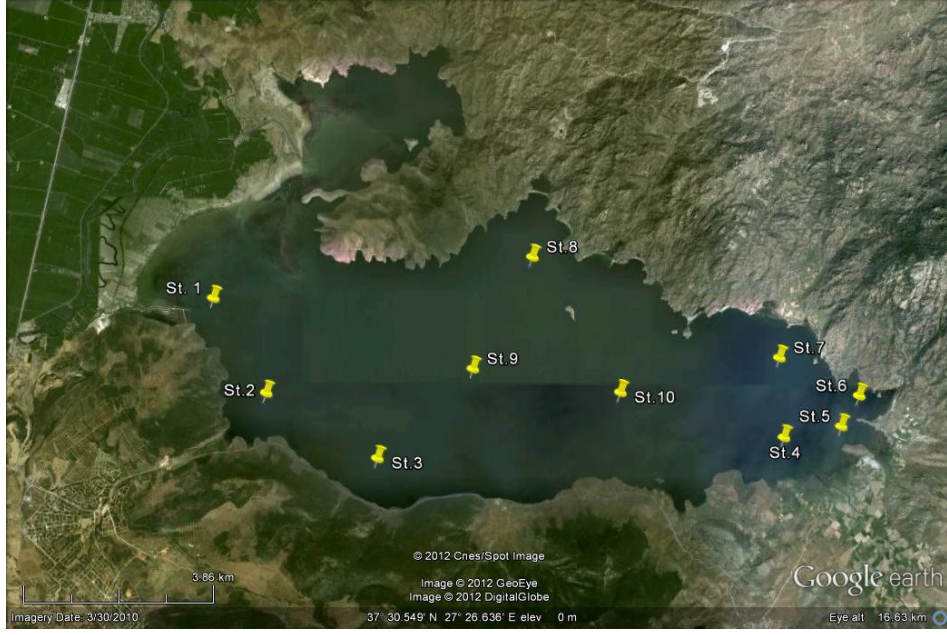 St.8
St. 1
St.7
St.9
St.6
St.2
St.10
St.5
St.4
St.3
© 2012 Cnes/Spot Image
3.86 km
Image © 2012 GeoEye
Image © 2012 DigitalGlobe
Google earth
Imagery Date: 3/30/2010
37° 30.549' N 27° 26.636' E elev 0 m
Eye alt 16.63 km